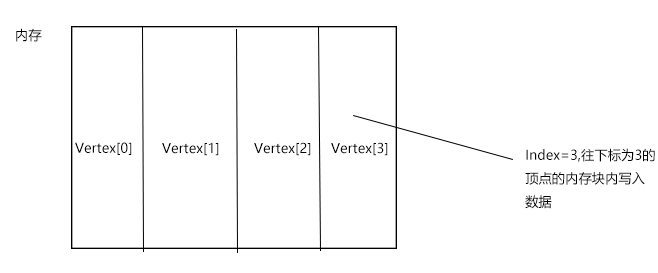 内存
Vertex[0]
Vertex[1]
Vertex[2]
Vertex[3]
Index=3,往下标为3的
顶点的内存块内写入
数据